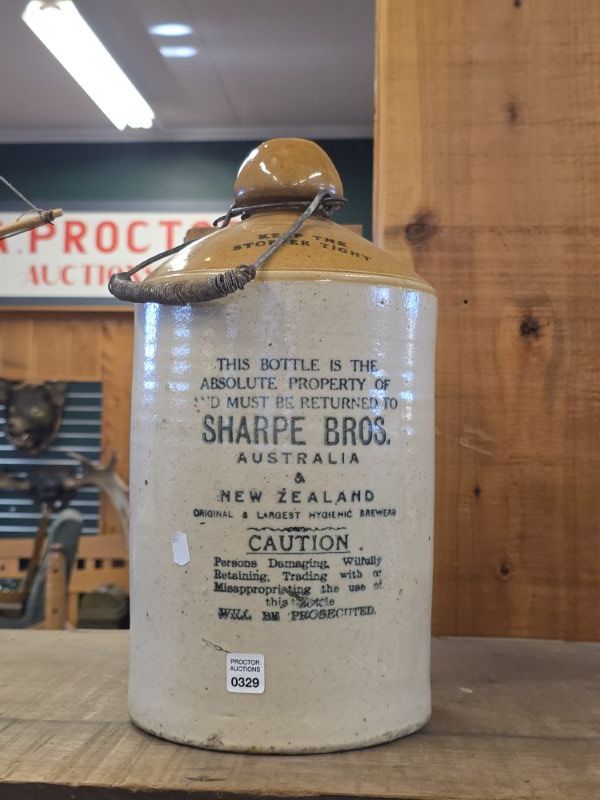 A. PROCTO
AUCTIONS
KEEP THE
STOPPER TIGHT
THIS BOTTLE IS THE
ABSOLUTE PROPERTY OF
AND MUST BE RETURNED TO
SHARPE BROS.
AUSTRALIA
&
NEW ZEALAND
ORIGINAL & LARGEST HYGIENIC BREWERS
CAUTION.
Persons Damaging, Wilfully
Retaining, Trading with or
Misappropriating the use of
this Bottle
WILL BE PROSECUTED.
PROCTOR
AUCTIONS
0329